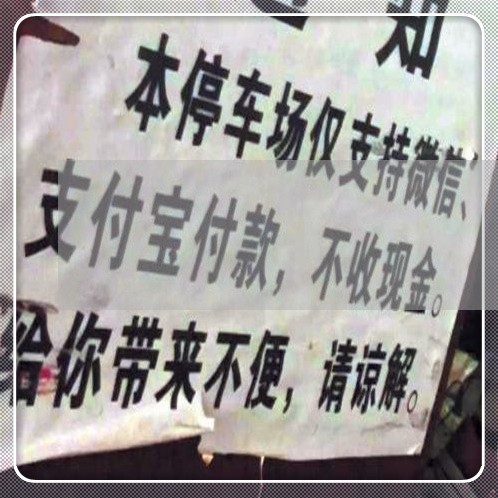 通知
本停车场仅支持微信、
支付宝付款，不收现金。
给你带来不便，请谅解。